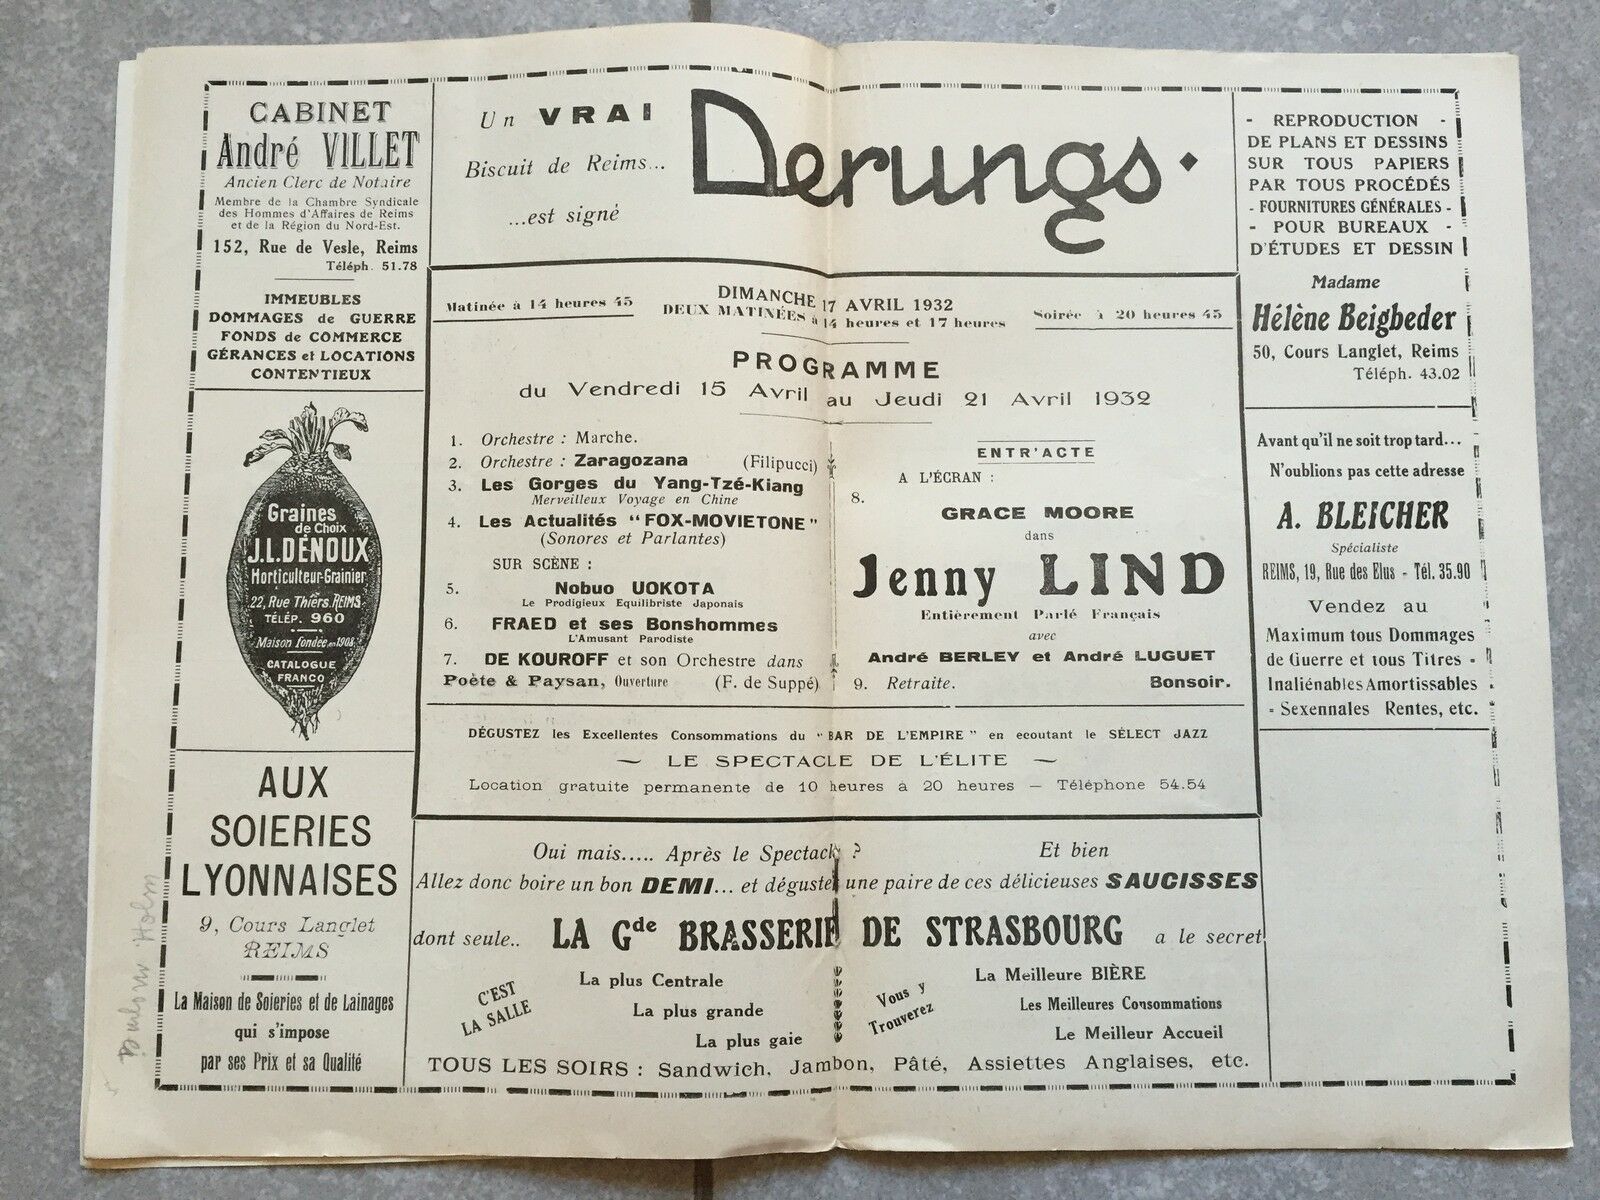 CABINET
André VILLET
Ancien Clerc de Notaire
Membre de la Chambre Syndicale
des Hommes d'Affaires de Reims
et de la Région du Nord-Est.
152, Rue de Vesle, Reims
Téléph. 51.78
IMMEUBLES
DOMMAGES de GUERRE
FONDS de COMMERCE
GÉRANCES et LOCATIONS
CONTENTIEUX
Graines
de Choix
J.L.DENOUX
Horticulteur-Grainier
22, Rue Thiers. REIMS
TÉLÉP. 960
Maison fondée en 1908
CATALOGUE
FRANCO
AUX
SOIERIES
LYONNAISES
9, Cours Langlet
REIMS
La Maison de Soieries et de Lainages
qui s'impose
par ses Prix et sa Qualité
Un VRAI
Biscuit de Reims...
...est signé
Derungs.
Matinée à 14 heures 45
DIMANCHE 17 AVRIL 1932
DEUX MATINÉES à 14 heures et 17 heures
Soirée à 20 heures 45
PROGRAMME
du Vendredi 15 Avril au Jeudi 21 Avril 1932
1. Orchestre : Marche.
2. Orchestre : Zaragozana (Filipucci)
3. Les Gorges du Yang-Tzé-Kiang
Merveilleux Voyage en Chine
4. Les Actualités "FOX-MOVIETONE"
(Sonores et Parlantes)
SUR SCÈNE :
5. Nobuo UOKOTA
Le Prodigieux Equilibriste Japonais
6. FRAED et ses Bonshommes
L'Amusant Parodiste
7. DE KOUROFF et son Orchestre dans
Poète & Paysan, Ouverture (F. de Suppé)
ENTR'ACTE
A L'ÉCRAN :
8.
GRACE MOORE
dans
Jenny LIND
Entièrement Parlé Français
avec
André BERLEY et André LUGUET
9. Retraite. Bonsoir.
DÉGUSTEZ les Excellentes Consommations du "BAR DE L'EMPIRE" en ecoutant le SÉLECT JAZZ
~ LE SPECTACLE DE L'ÉLITE ~
Location gratuite permanente de 10 heures à 20 heures — Téléphone 54.54
Oui mais..... Après le Spectacle ? Et bien
Allez donc boire un bon DEMI... et déguster une paire de ces délicieuses SAUCISSES
dont seule.. LA Gde BRASSERIE DE STRASBOURG a le secret
C'EST
LA SALLE
La plus Centrale
La plus grande
La plus gaie
Vous y
Trouverez
La Meilleure BIÈRE
Les Meilleures Consommations
Le Meilleur Accueil
TOUS LES SOIRS : Sandwich, Jambon, Pâté, Assiettes Anglaises, etc.
- REPRODUCTION -
DE PLANS ET DESSINS
SUR TOUS PAPIERS
PAR TOUS PROCÉDÉS
- FOURNITURES GÉNÉRALES -
- POUR BUREAUX -
D'ÉTUDES ET DESSIN
Madame
Hélène Beigbeder
50, Cours Langlet, Reims
Téléph. 43.02
Avant qu'il ne soit trop tard...
N'oublions pas cette adresse
A. BLEICHER
Spécialiste
REIMS, 19, Rue des Elus - Tél. 35.90
Vendez au
Maximum tous Dommages
de Guerre et tous Titres -
Inaliénables Amortissables
- Sexennales Rentes, etc.